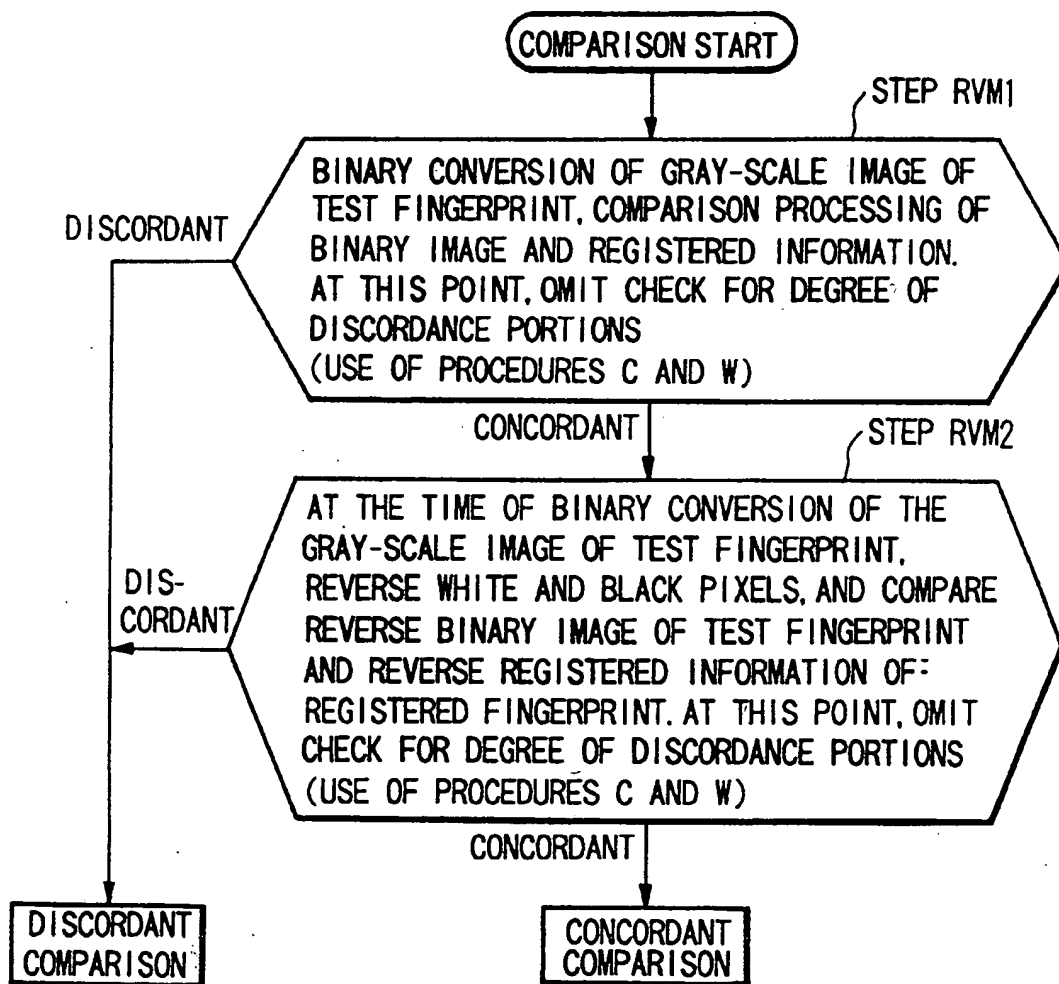 COMPARISON START
STEP RVM1
BINARY CONVERSION OF GRAY-SCALE IMAGE OF
TEST FINGERPRINT, COMPARISON PROCESSING OF
BINARY IMAGE AND REGISTERED INFORMATION.
AT THIS POINT, OMIT CHECK FOR DEGREE OF
DISCORDANCE PORTIONS
(USE OF PROCEDURES C AND W)
DISCORDANT
CONCORDANT
STEP RVM2
AT THE TIME OF BINARY CONVERSION OF THE
GRAY-SCALE IMAGE OF TEST FINGERPRINT,
REVERSE WHITE AND BLACK PIXELS, AND COMPARE
REVERSE BINARY IMAGE OF TEST FINGERPRINT
AND REVERSE REGISTERED INFORMATION OF
REGISTERED FINGERPRINT. AT THIS POINT, OMIT
CHECK FOR DEGREE OF DISCORDANCE PORTIONS
(USE OF PROCEDURES C AND W)
DIS-
CORDANT
CONCORDANT
DISCORDANT
COMPARISON
CONCORDANT
COMPARISON